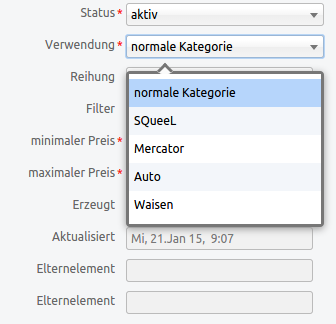 Status* aktiv
Verwendung* normale Kategorie
Reihung
normale Kategorie
Filter
SQueeL
minimaler Preis*
Mercator
maximaler Preis*
Auto
Erzeugt
Waisen
Aktualisiert Mi, 21.Jan 15, 9:07
Elternelement
Elternelement